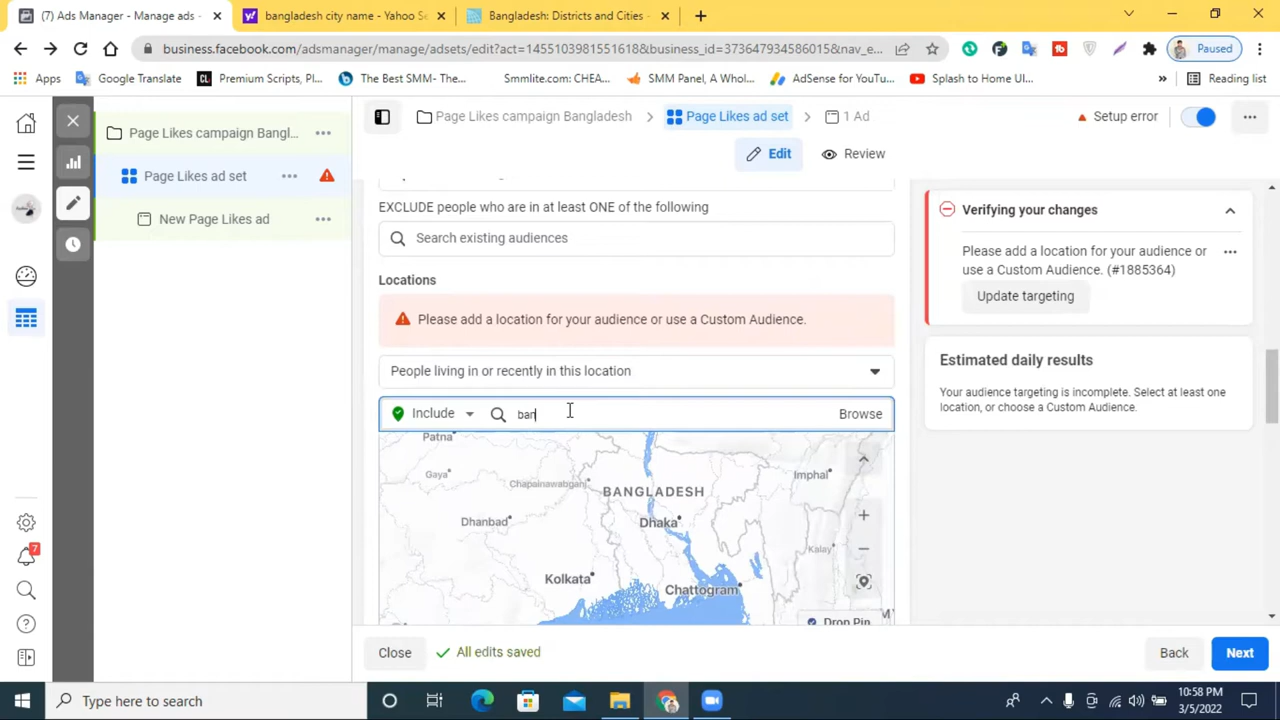 (7) Ads Manager - Manage ads -
bangladesh city name - Yahoo Se
Bangladesh: Districts and Cities -
business.facebook.com/adsmanager/manage/adsets/edit?act=1455103981551618&business_id=373647934586015&nav_e...
Paused
Apps
Google Translate
Premium Scripts, Pl...
The Best SMM- The...
Smmlite.com: CHEA...
SMM Panel, A Whol...
AdSense for YouTu...
Splash to Home UI...
»
Reading list
Page Likes campaign Bangl...
Page Likes ad set
New Page Likes ad
Page Likes campaign Bangladesh
Page Likes ad set
1 Ad
Setup error
Edit
Review
EXCLUDE people who are in at least ONE of the following
Search existing audiences
Locations
Please add a location for your audience or use a Custom Audience.
People living in or recently in this location
Include
ban
Browse
Patna
Gaya
Chapainawabganj
BANGLADESH
Imphal
Dhanbad
Dhaka
Kalay
Kolkata
Chattogram
Drop Pin
Verifying your changes
Please add a location for your audience or
use a Custom Audience. (#1885364)
Update targeting
Estimated daily results
Your audience targeting is incomplete. Select at least one
location, or choose a Custom Audience.
7
Close
All edits saved
Back
Next
Type here to search
10:58 PM
3/5/2022